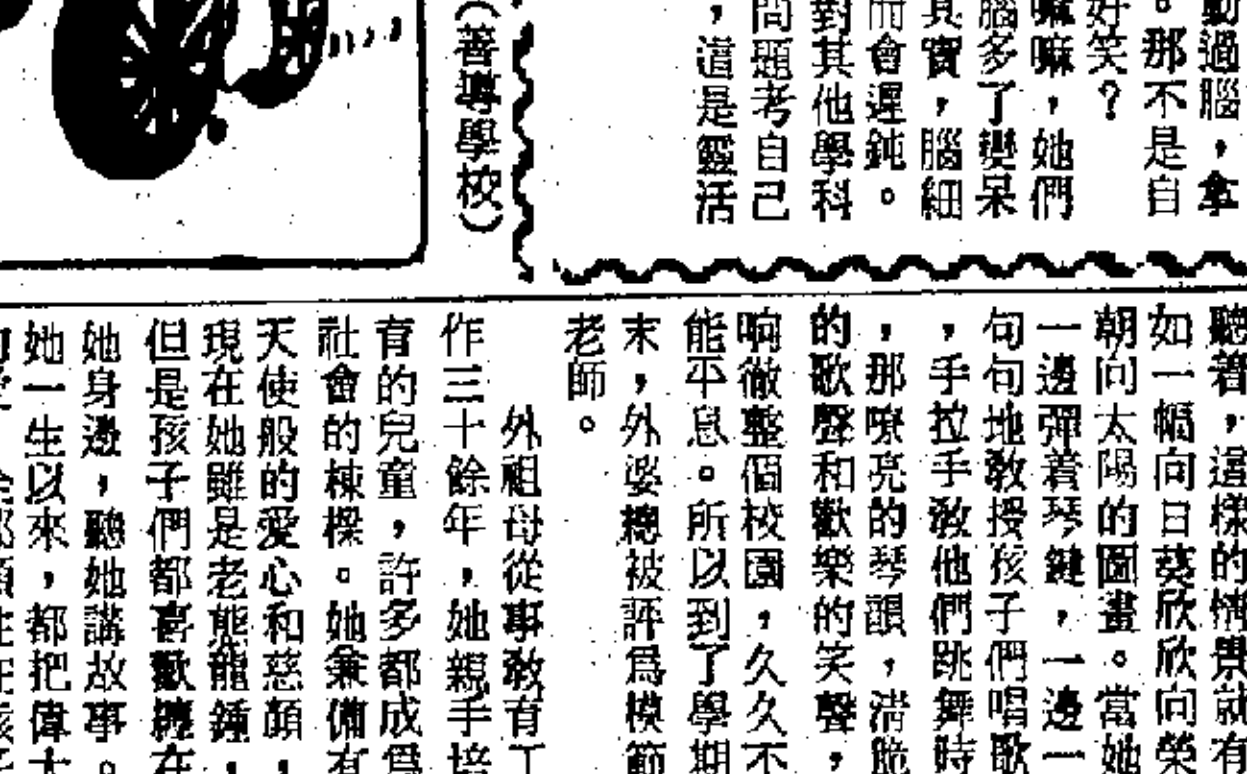 動過腦，拿
。那不是自
好笑？
嘛嘛，她們
腦多了變呆
其實，腦細
而會遲鈍。
對其他學科
問題考自己
，道是靈活
（善導學校）
聽着，這樣的情景就有
如一幅向日葵欣欣向榮
朝向太陽的圖畫。當她
一邊彈着琴鍵，一邊一
句句地教授孩子們唱歌
，手拉手教他們跳舞時
，那嘹亮的琴韻，清脆
的歌聲和歡樂的笑聲，
响徹整個校園，久久不
能平息。所以到了學期
末，外婆總被評爲模範
老師。
外祖母從事教育工
作三十餘年，她親手培
育的兒童，許多都成爲
社會的棟樑。她兼備有
天使般的愛心和慈顏，
現在她雖是老態龍鍾，
但是孩子們都喜歡纏在
她身邊，聽她講故事。
她一生以來，都把偉大